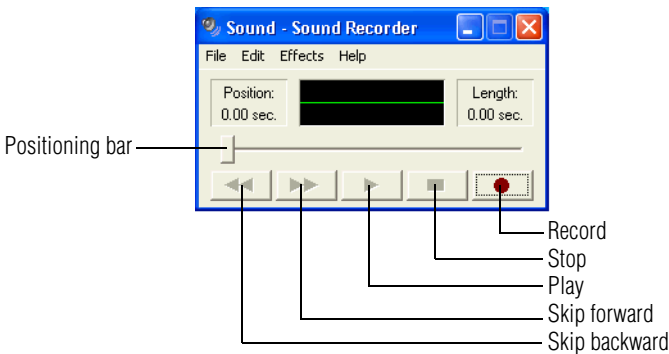 Sound - Sound Recorder
File Edit Effects Help
Position:
0.00 sec.
Length:
0.00 sec.
Positioning bar
Record
Stop
Play
Skip forward
Skip backward